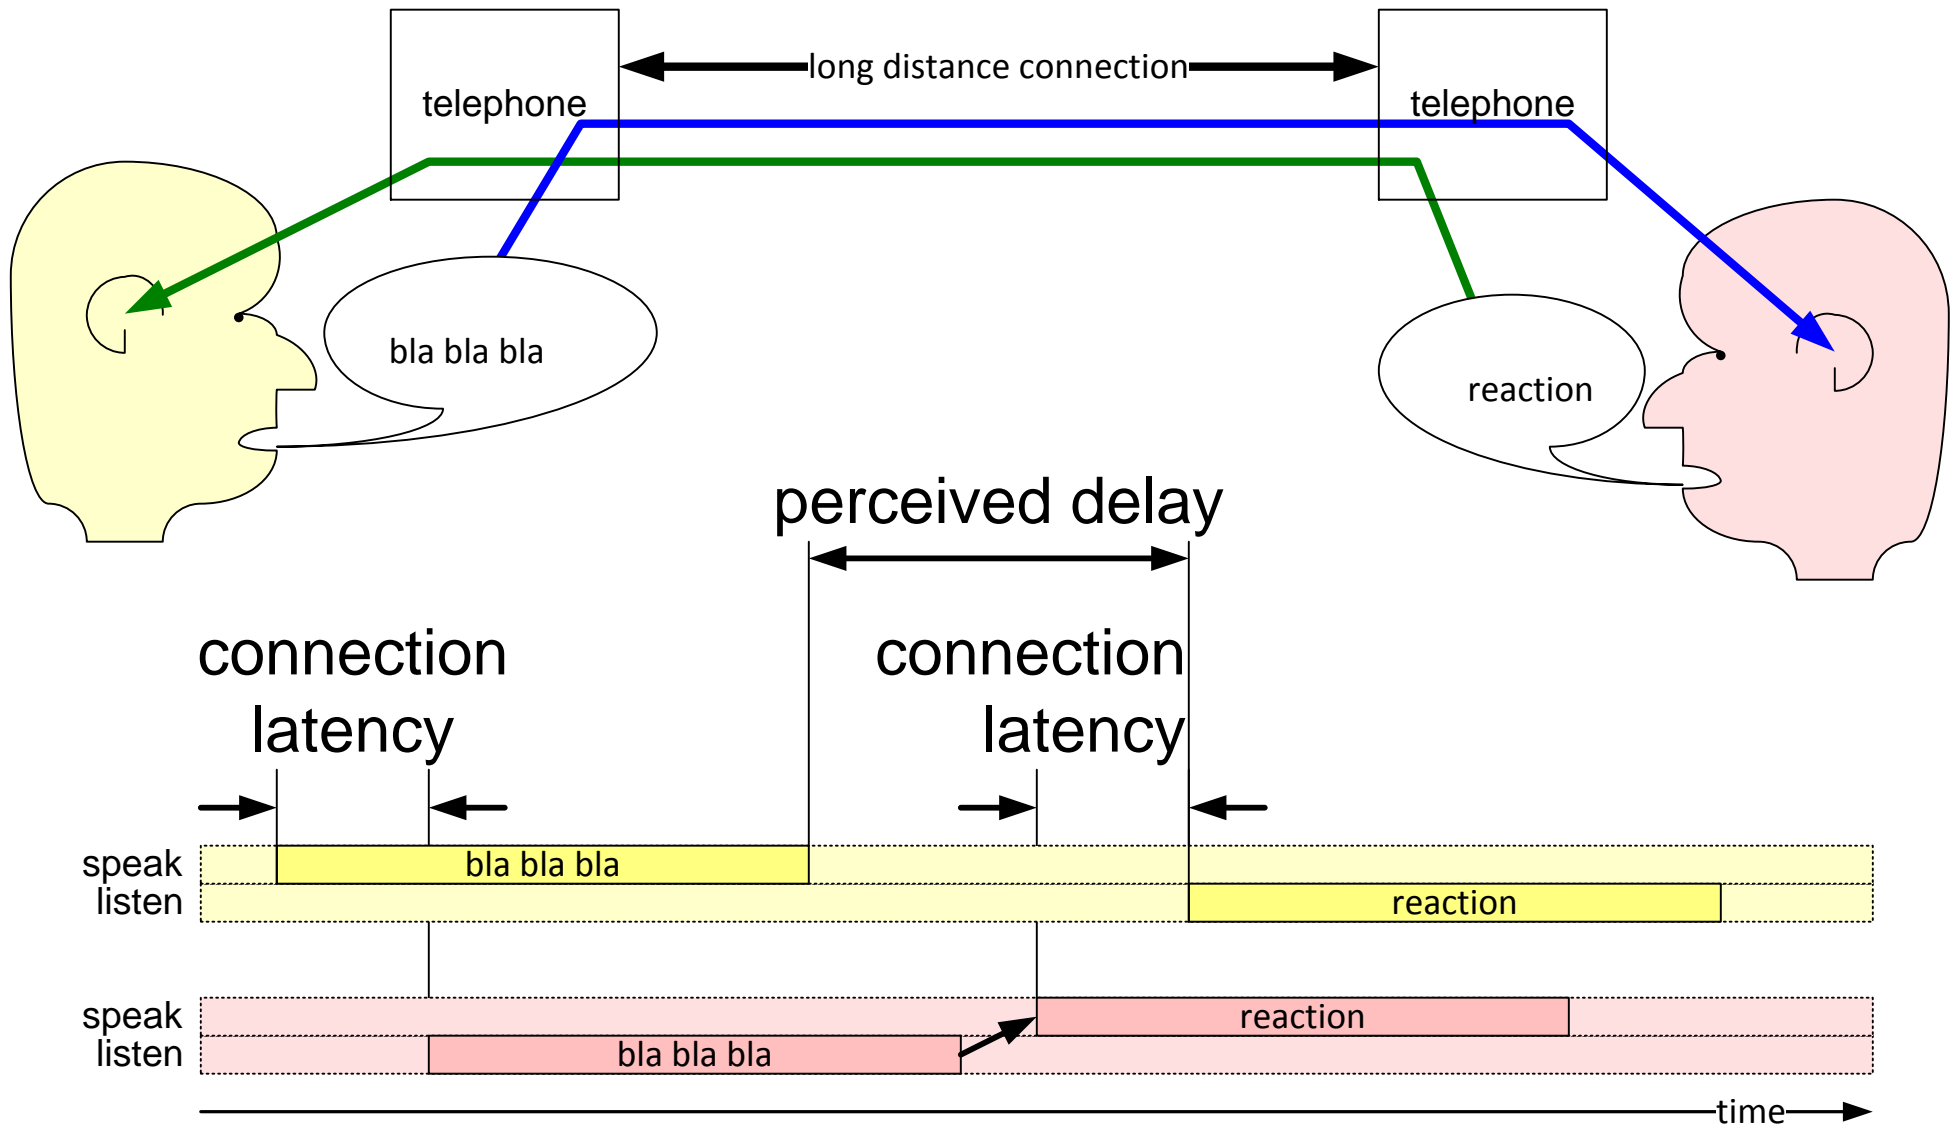 long distance connection
telephone
telephone
bla bla bla
reaction
perceived delay
connection
latency
connection
latency
speak
bla bla bla
listen
reaction
speak
reaction
listen
bla bla bla
time